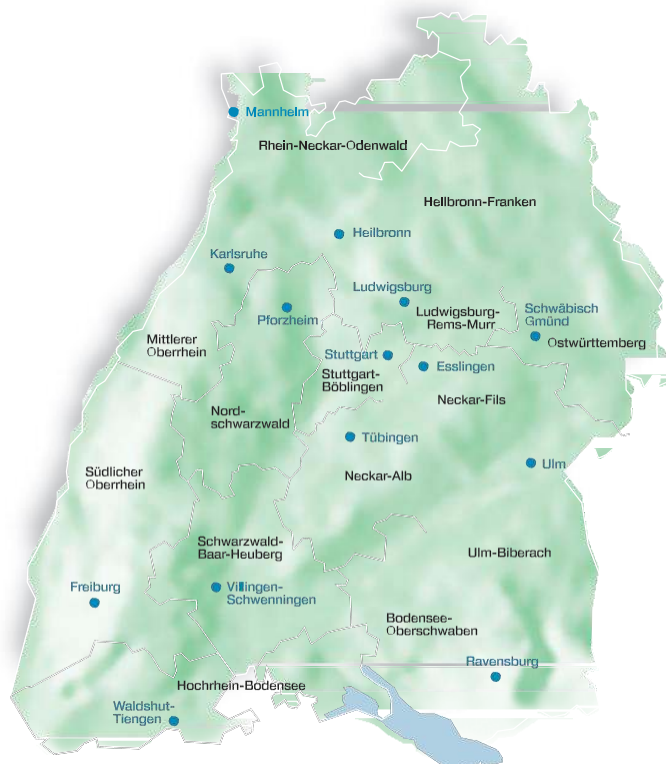 Mannheim
Rhein-Neckar-Odenwald
Heilbronn-Franken
Heilbronn
Karlsruhe
Ludwigsburg
Pforzheim
Ludwigsburg-
Rems-Murr
Schwäbisch
Gmünd
Ostwürttemberg
Mittlerer
Oberrhein
Stuttgart
Stuttgart-
Böblingen
Esslingen
Neckar-Fils
Nord-
schwarzwald
Tübingen
Ulm
Südlicher
Oberrhein
Neckar-Alb
Schwarzwald-
Baar-Heuberg
Ulm-Biberach
Freiburg
Villingen-
Schwenningen
Bodensee-
Oberschwaben
Ravensburg
Hochrhein-Bodensee
Waldshut-
Tiengen